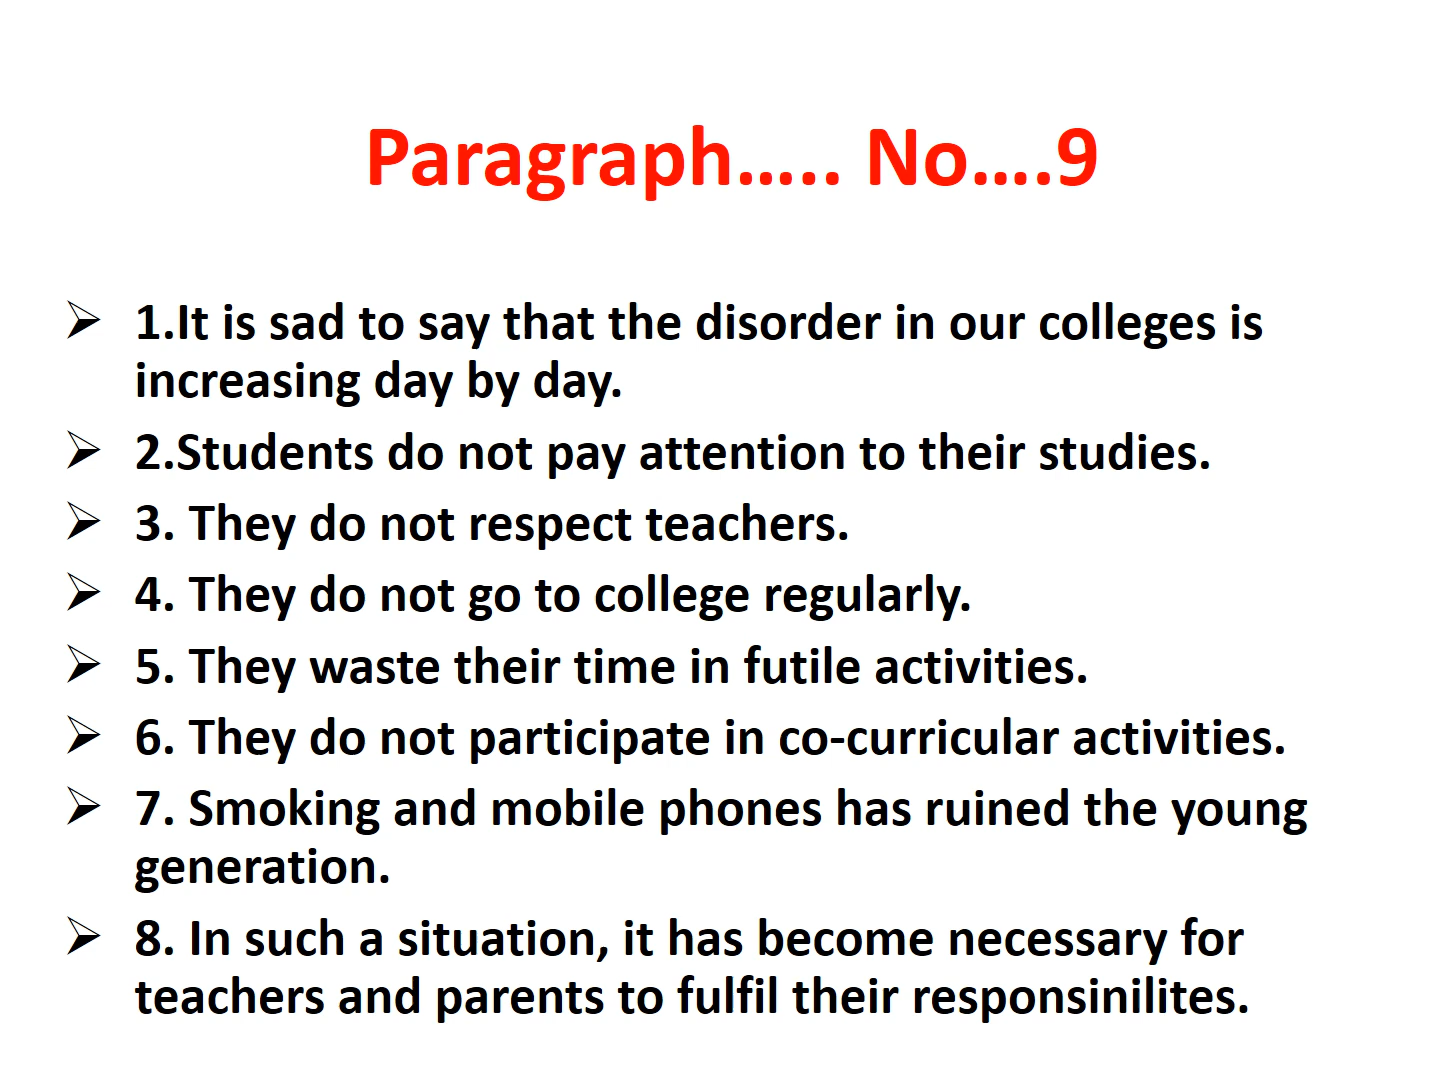 Paragraph….. No….9
➢ 1.It is sad to say that the disorder in our colleges is
increasing day by day.
➢ 2.Students do not pay attention to their studies.
➢ 3. They do not respect teachers.
➢ 4. They do not go to college regularly.
➢ 5. They waste their time in futile activities.
➢ 6. They do not participate in co-curricular activities.
➢ 7. Smoking and mobile phones has ruined the young
generation.
➢ 8. In such a situation, it has become necessary for
teachers and parents to fulfil their responsinilites.